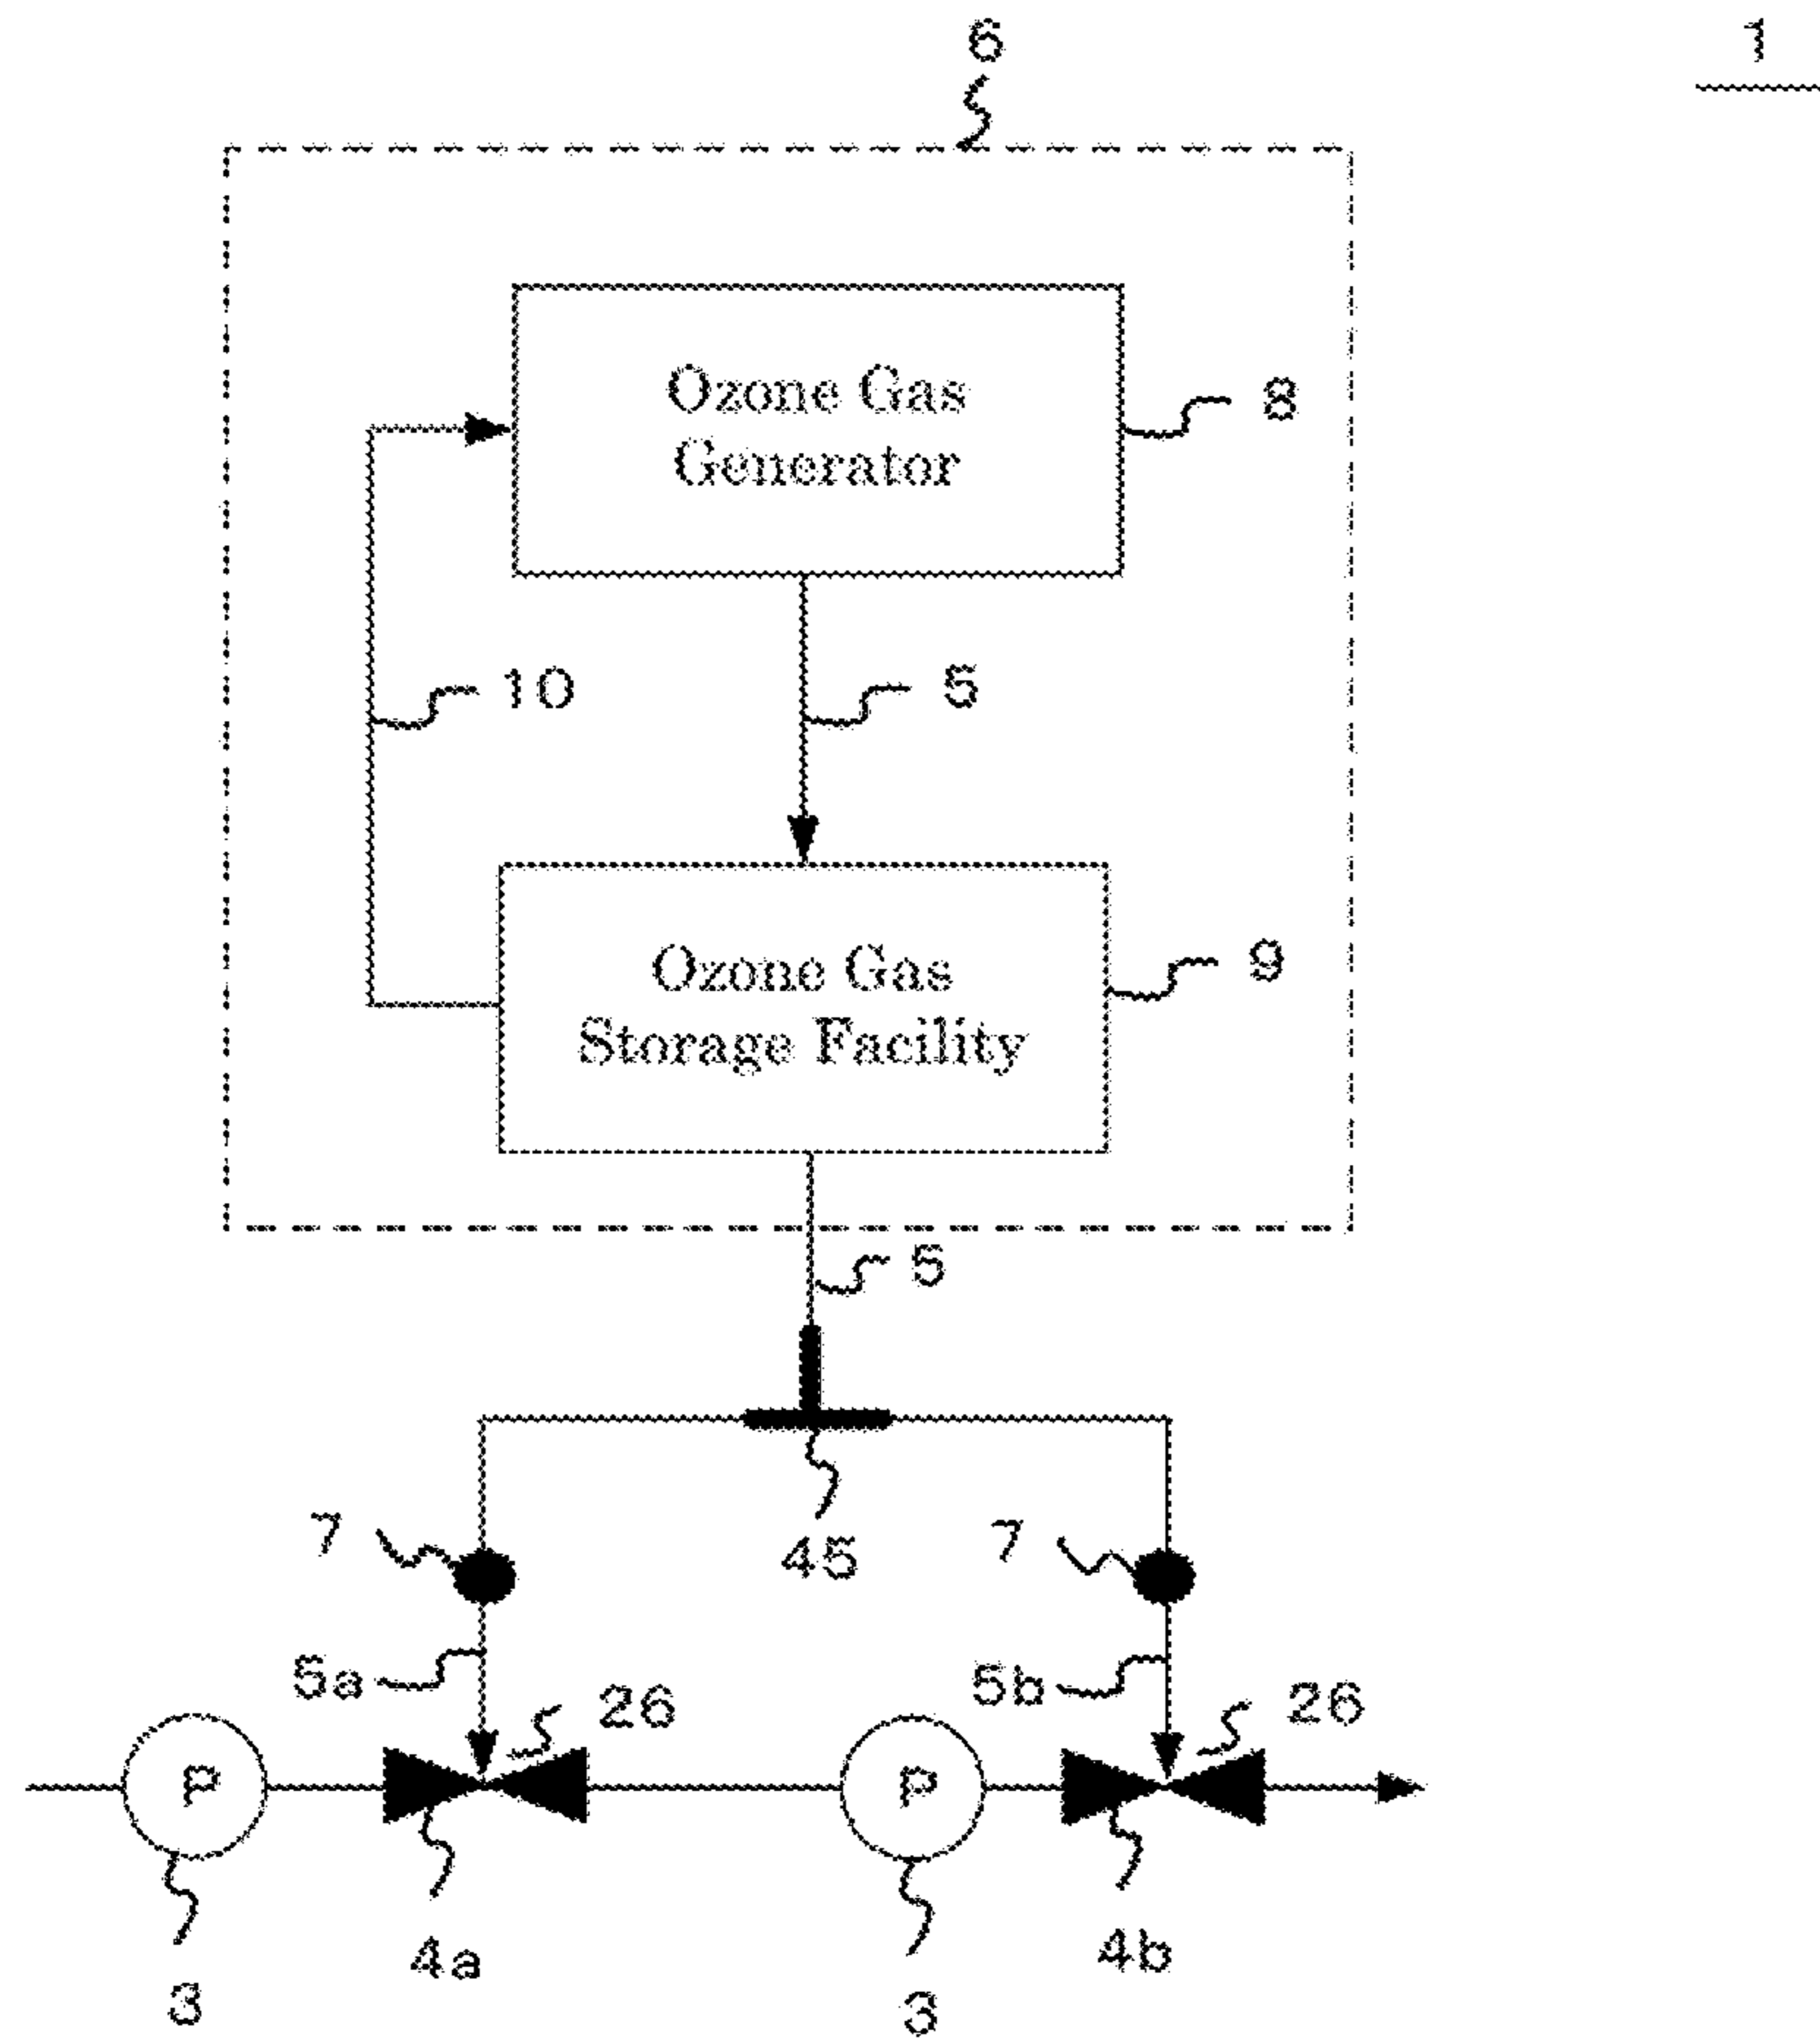 6
1
Ozone Gas
Generator
8
10
5
Ozone Gas
Storage Facility
9
5
45
7
7
5a
26
5b
26
P
P
4a
4b
3
3